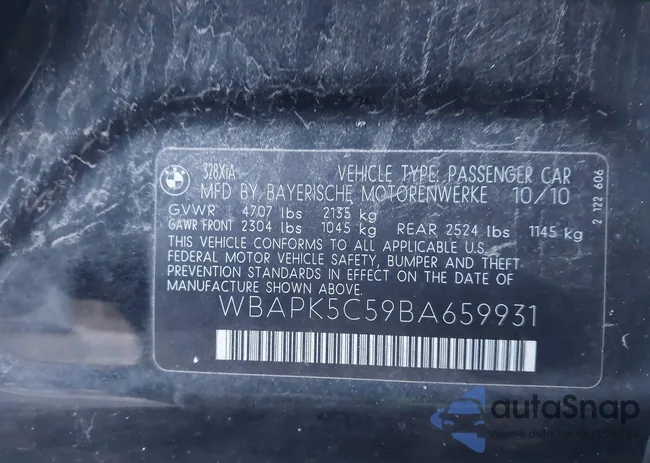 BMW
328XiA VEHICLE TYPE: PASSENGER CAR
MFD BY BAYERISCHE MOTORENWERKE 10/10
GVWR 4707 lbs 2135 kg
GAWR FRONT 2304 lbs 1045 kg REAR 2524 lbs 1145 kg
THIS VEHICLE CONFORMS TO ALL APPLICABLE U.S.
FEDERAL MOTOR VEHICLE SAFETY, BUMPER AND THEFT
PREVENTION STANDARDS IN EFFECT ON THE DATE OF
MANUFACTURE SHOWN ABOVE.
WBAPK5C59BA659931
2 122 606
autoSnap